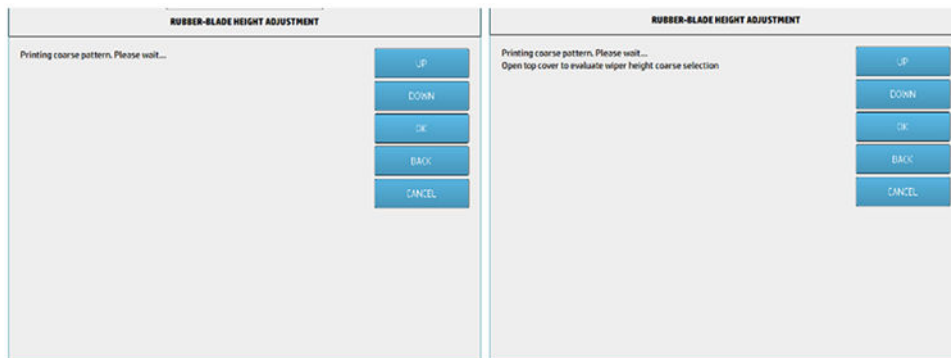 RUBBER-BLADE HEIGHT ADJUSTMENT
Printing coarse pattern. Please wait...
UP
DOWN
OK
BACK
CANCEL
RUBBER-BLADE HEIGHT ADJUSTMENT
Printing coarse pattern. Please wait...
Open top cover to evaluate wiper height coarse selection
UP
DOWN
OK
BACK
CANCEL